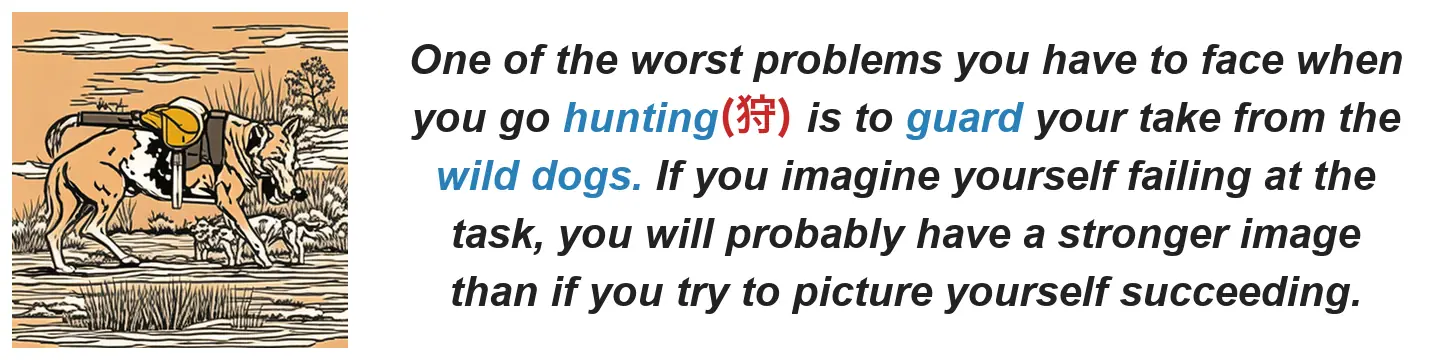 One of the worst problems you have to face when
you go hunting(狩) is to guard your take from the
wild dogs. If you imagine yourself failing at the
task, you will probably have a stronger image
than if you try to picture yourself succeeding.